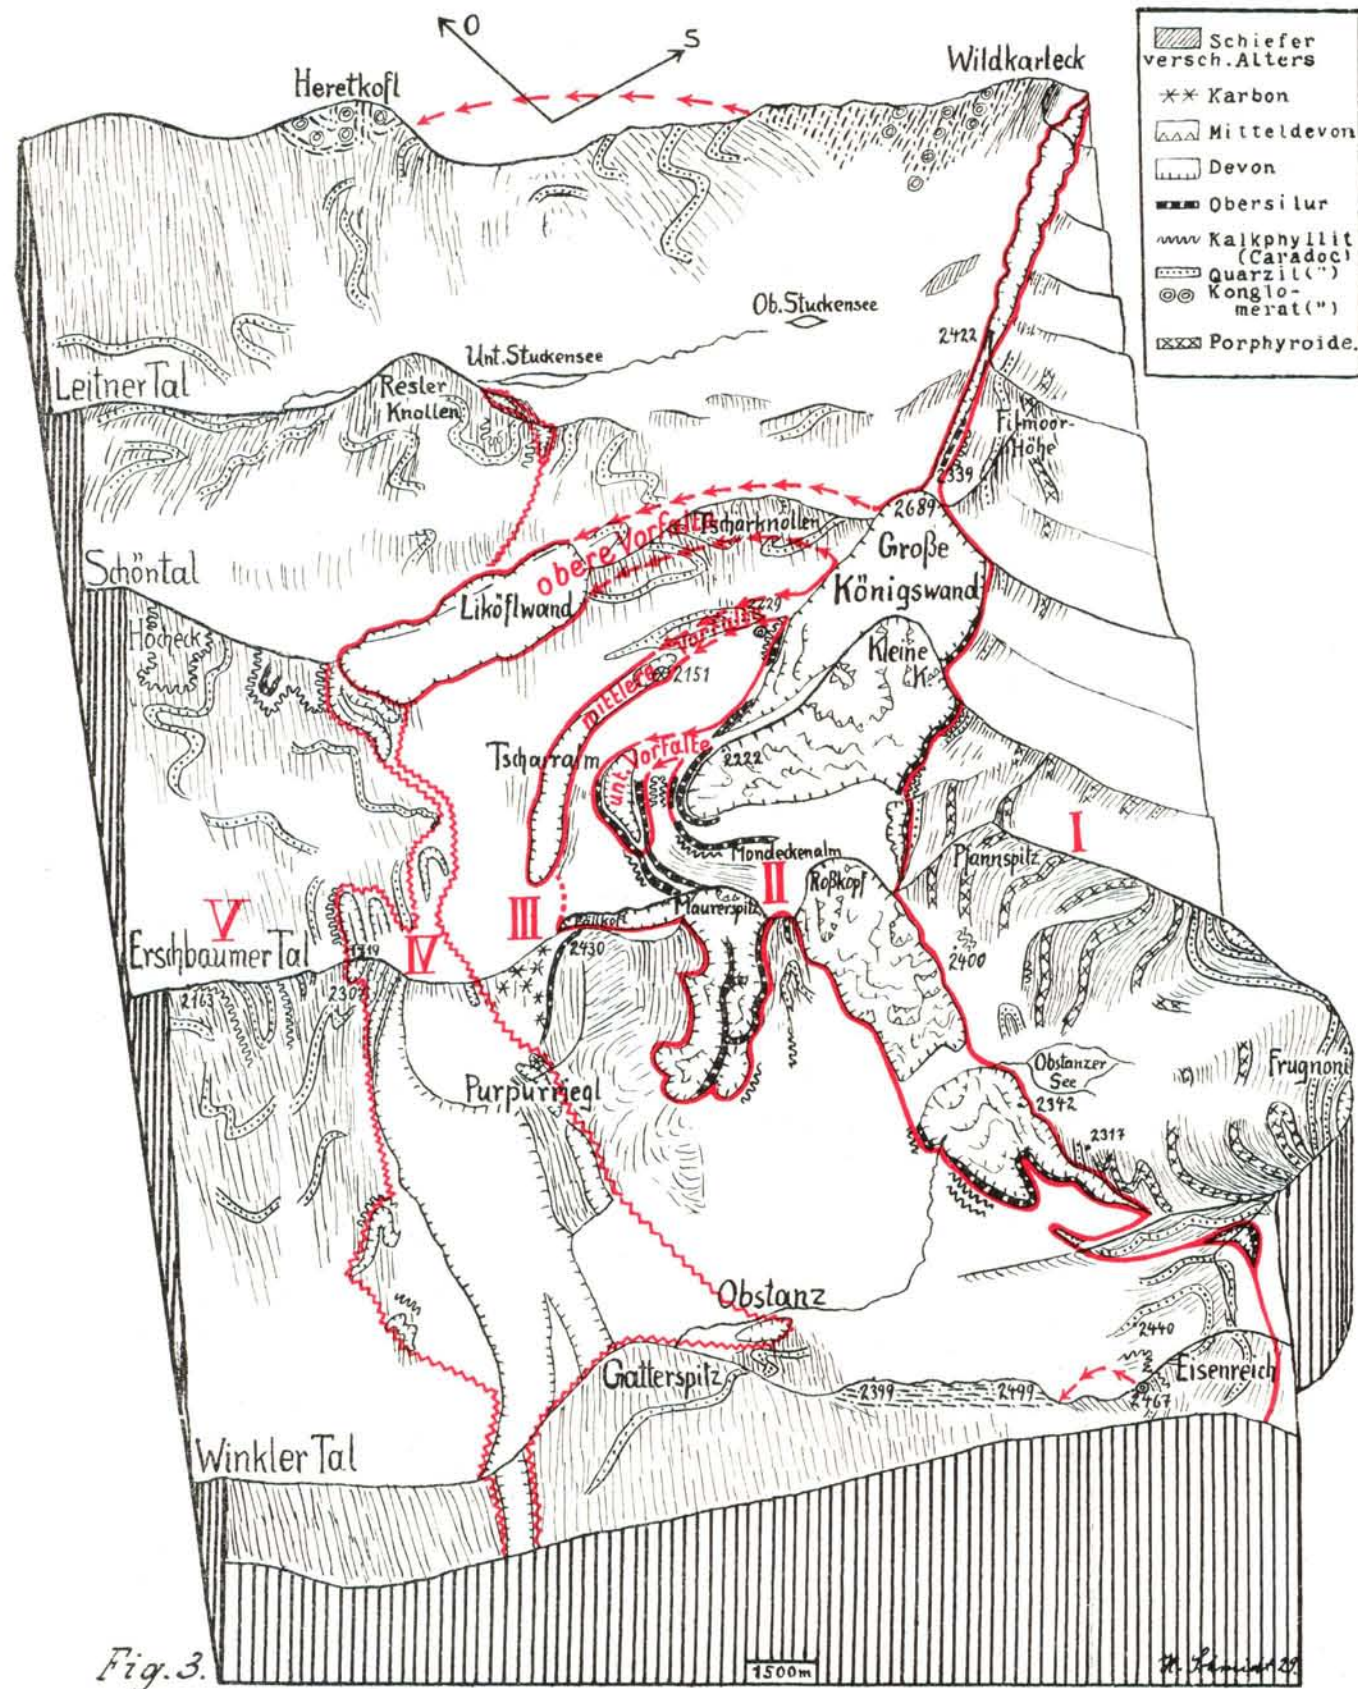 O
S
Heretkofl
Wildkarleck
Schiefer
versch.Alters
Karbon
Mitteldevon
Devon
Obersilur
Kalkphyllit
(Caradoc)
Quarzit(")
Konglo-
merat(")
Porphyroide.
Ob. Stuckensee
2422
Unt. Stuckensee
Leitner Tal
Resler
Knollen
Filmoor-
Höhe
2339
2689
Tscharknollen
obere Vorfalte
Große
Königswand
Schöntal
Liköflwand
Hocheck
2229
mittlere Vorfalte
2151
Kleine
K.
Tscharralm
unt. Vorfalte
2222
Mondeckenalm
I
Pfannspitz
II
Roßkopf
Maurerspitz
V
III
IV
Erschbaumer Tal
2430
2400
2163
Obstanzer
See
Frugnoni
Purpurriegl
2342
2317
Obstanz
2440
Gatterspitz
Eisenreich
2399
2499
2467
Winkler Tal
Fig. 3.
1500m